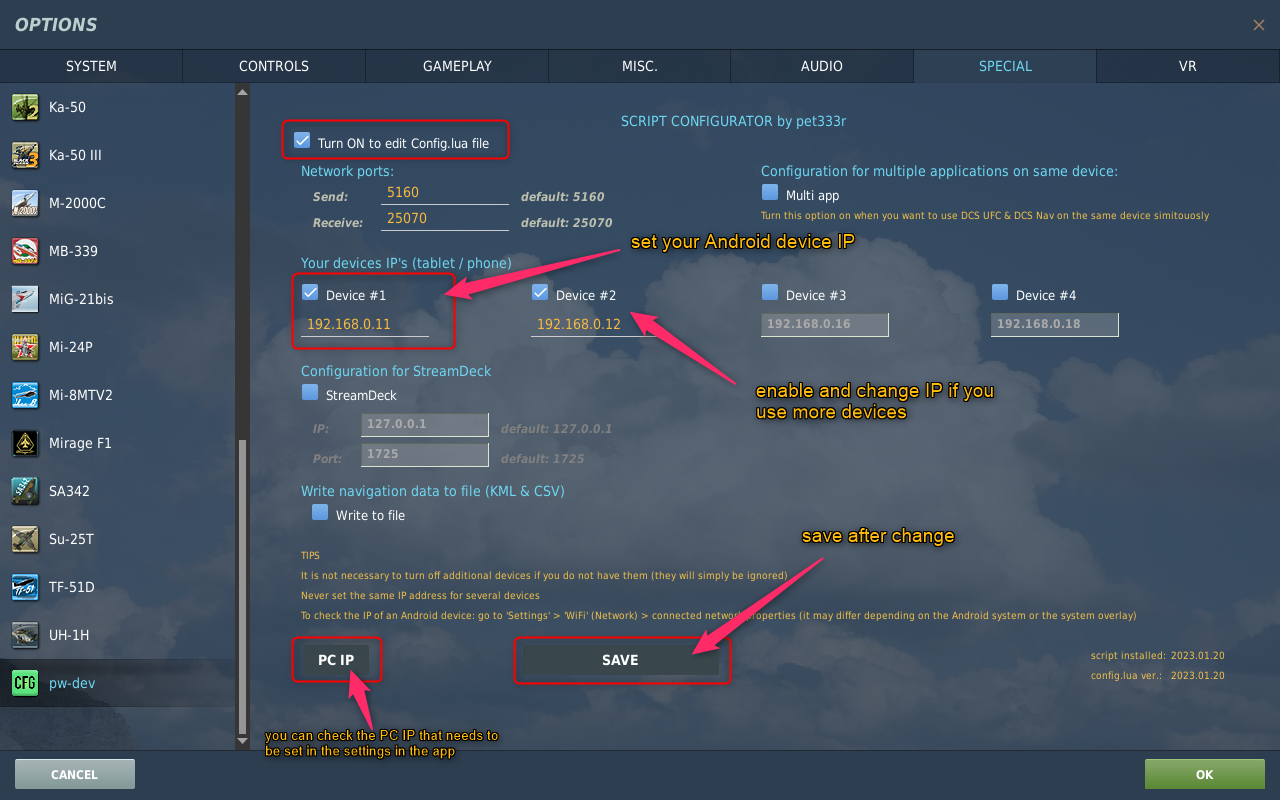 OPTIONS
SYSTEM CONTROLS GAMEPLAY MISC. AUDIO SPECIAL VR
Ka-50
Ka-50 III
M-2000C
MB-339
MiG-21bis
Mi-24P
Mi-8MTV2
Mirage F1
SA342
Su-25T
TF-51D
UH-1H
CFG pw-dev
SCRIPT CONFIGURATOR by pet333r
Turn ON to edit Config.lua file
Network ports:
Send: 5160 default: 5160
Receive: 25070 default: 25070
Configuration for multiple applications on same device:
Multi app
Turn this option on when you want to use DCS UFC & DCS Nav on the same device simitouosly
set your Android device IP
Your devices IP's (tablet / phone)
Device #1 Device #2 Device #3 Device #4
192.168.0.11 192.168.0.12 192.168.0.16 192.168.0.18
enable and change IP if you
use more devices
Configuration for StreamDeck
StreamDeck
IP: 127.0.0.1 default: 127.0.0.1
Port: 1725 default: 1725
Write navigation data to file (KML & CSV)
Write to file
save after change
TIPS
It is not necessary to turn off additional devices if you do not have them (they will simply be ignored)
Never set the same IP address for several devices
To check the IP of an Android device: go to 'Settings' > 'WiFi' (Network) > connected network properties (it may differ depending on the Android system or the system overlay)
PC IP SAVE
script installed: 2023.01.20
config.lua ver.: 2023.01.20
you can check the PC IP that needs to
be set in the settings in the app
CANCEL OK